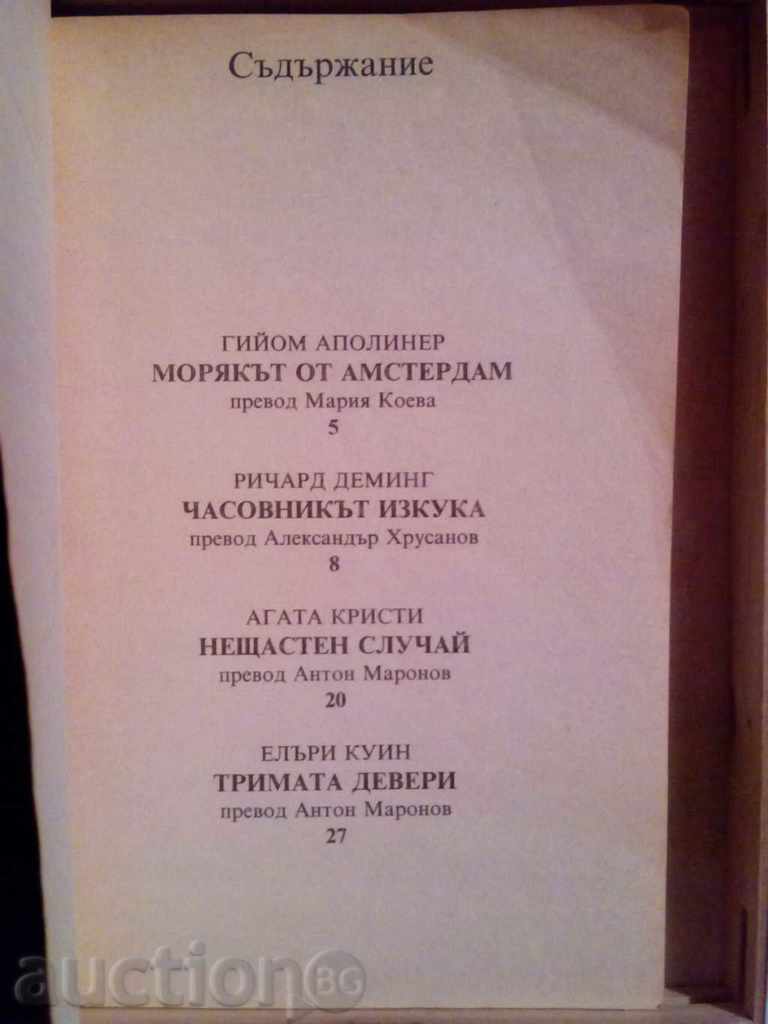 Съдържание
ГИЙОМ АПОЛИНЕР
МОРЯКЪТ ОТ АМСТЕРДАМ
превод Мария Коева
5
РИЧАРД ДЕМИНГ
ЧАСОВНИКЪТ ИЗКУКА
превод Александър Хрусанов
8
АГАТА КРИСТИ
НЕЩАСТЕН СЛУЧАЙ
превод Антон Маронов
20
ЕЛЪРИ КУИН
ТРИМАТА ДЕВЕРИ
превод Антон Маронов
27
auction BG